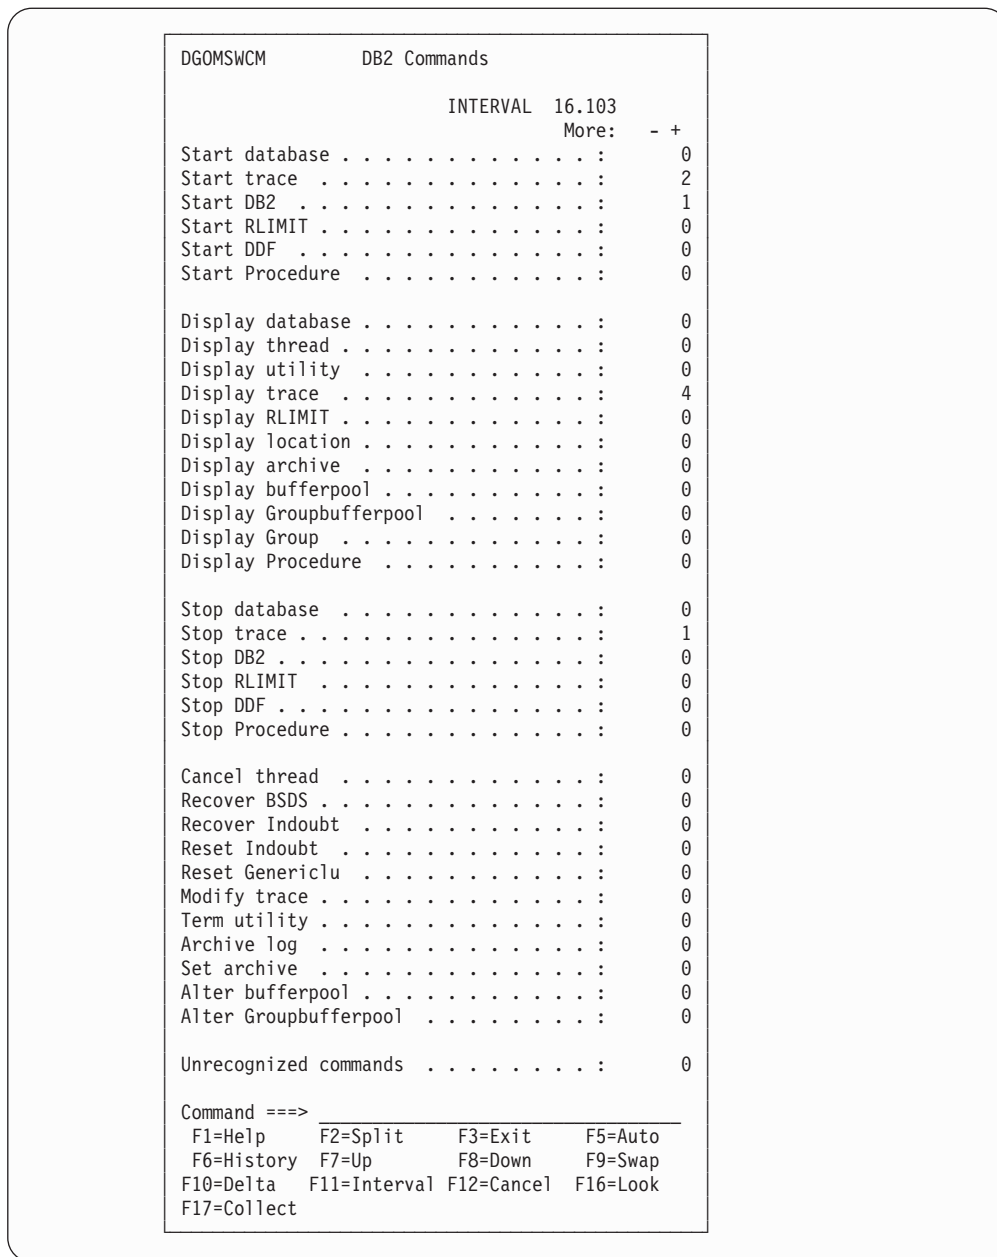 DGOMSWCM DB2 Commands
INTERVAL 16.103
More: - +
Start database . . . . . . . . . . . . : 0
Start trace . . . . . . . . . . . . . : 2
Start DB2 . . . . . . . . . . . . . . : 1
Start RLIMIT . . . . . . . . . . . . . : 0
Start DDF . . . . . . . . . . . . . . : 0
Start Procedure . . . . . . . . . . . : 0
Display database . . . . . . . . . . . : 0
Display thread . . . . . . . . . . . . : 0
Display utility . . . . . . . . . . . : 0
Display trace . . . . . . . . . . . . : 4
Display RLIMIT . . . . . . . . . . . . : 0
Display location . . . . . . . . . . . : 0
Display archive . . . . . . . . . . . : 0
Display bufferpool . . . . . . . . . . : 0
Display Groupbufferpool . . . . . . . : 0
Display Group . . . . . . . . . . . . : 0
Display Procedure . . . . . . . . . . : 0
Stop database . . . . . . . . . . . . : 0
Stop trace . . . . . . . . . . . . . . : 1
Stop DB2 . . . . . . . . . . . . . . . : 0
Stop RLIMIT . . . . . . . . . . . . . : 0
Stop DDF . . . . . . . . . . . . . . . : 0
Stop Procedure . . . . . . . . . . . . : 0
Cancel thread . . . . . . . . . . . . : 0
Recover BSDS . . . . . . . . . . . . . : 0
Recover Indoubt . . . . . . . . . . . : 0
Reset Indoubt . . . . . . . . . . . . : 0
Reset Genericlu . . . . . . . . . . . : 0
Modify trace . . . . . . . . . . . . . : 0
Term utility . . . . . . . . . . . . . : 0
Archive log . . . . . . . . . . . . . : 0
Set archive . . . . . . . . . . . . . : 0
Alter bufferpool . . . . . . . . . . . : 0
Alter Groupbufferpool . . . . . . . . : 0
Unrecognized commands . . . . . . . . : 0
Command ===> 
F1=Help F2=Split F3=Exit F5=Auto
F6=History F7=Up F8=Down F9=Swap
F10=Delta F11=Interval F12=Cancel F16=Look
F17=Collect